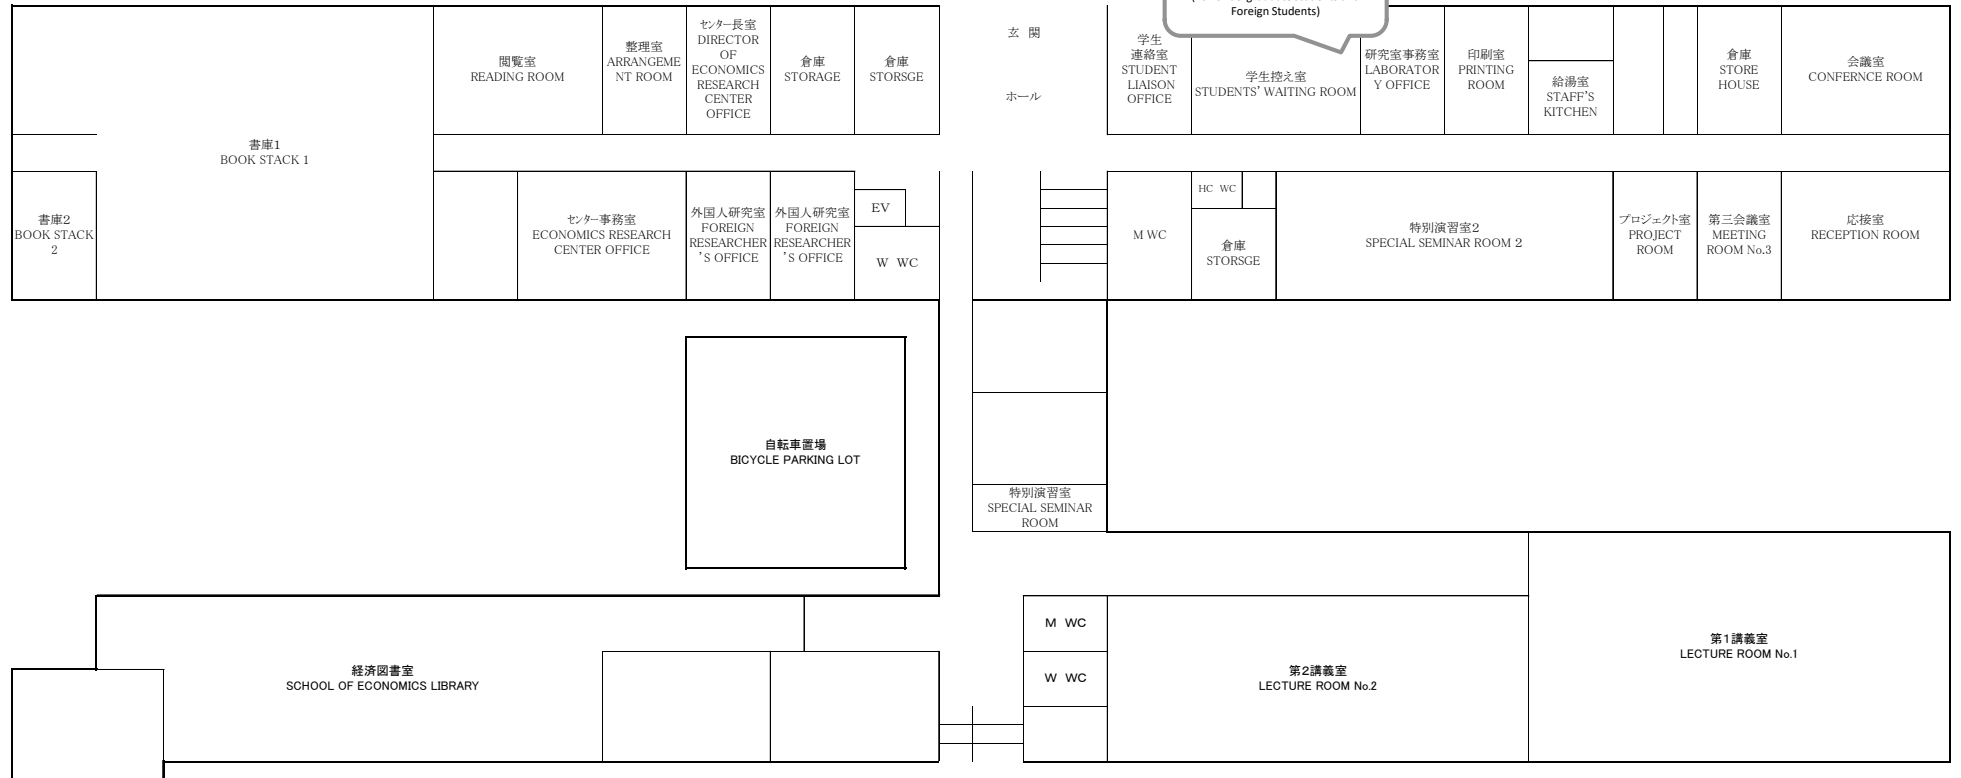 Foreign Students)
閲覧室
READING ROOM
整理室
ARRANGEME
NT ROOM
センター長室
DIRECTOR
OF
ECONOMICS
RESEARCH
CENTER
OFFICE
倉庫
STORAGE
倉庫
STORSGE
玄 関
ホール
学生
連絡室
STUDENT
LIAISON
OFFICE
学生控え室
STUDENTS' WAITING ROOM
研究室事務室
LABORATOR
Y OFFICE
印刷室
PRINTING
ROOM
給湯室
STAFF'S
KITCHEN
倉庫
STORE
HOUSE
会議室
CONFERNCE ROOM
書庫1
BOOK STACK 1
書庫2
BOOK STACK
2
センター事務室
ECONOMICS RESEARCH
CENTER OFFICE
外国人研究室
FOREIGN
RESEARCHER
'S OFFICE
外国人研究室
FOREIGN
RESEARCHER
'S OFFICE
EV
W WC
M WC
HC WC
倉庫
STORSGE
特別演習室2
SPECIAL SEMINAR ROOM 2
プロジェクト室
PROJECT
ROOM
第三会議室
MEETING
ROOM No.3
応接室
RECEPTION ROOM
自転車置場
BICYCLE PARKING LOT
特別演習室
SPECIAL SEMINAR
ROOM
経済図書室
SCHOOL OF ECONOMICS LIBRARY
M WC
W WC
第2講義室
LECTURE ROOM No.2
第1講義室
LECTURE ROOM No.1